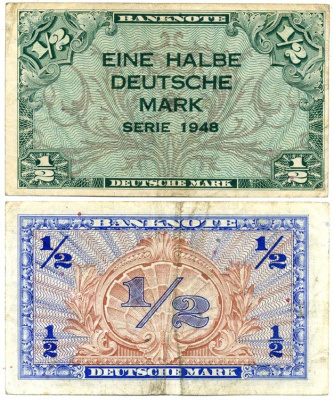 BANKNOTE
1/2 1/2
EINE HALBE
DEUTSCHE
MARK
SERIE 1948
1/2 1/2
DEUTSCHE MARK
BANKNOTE
1/2 1/2
1/2
1/2 1/2
DEUTSCHE MARK